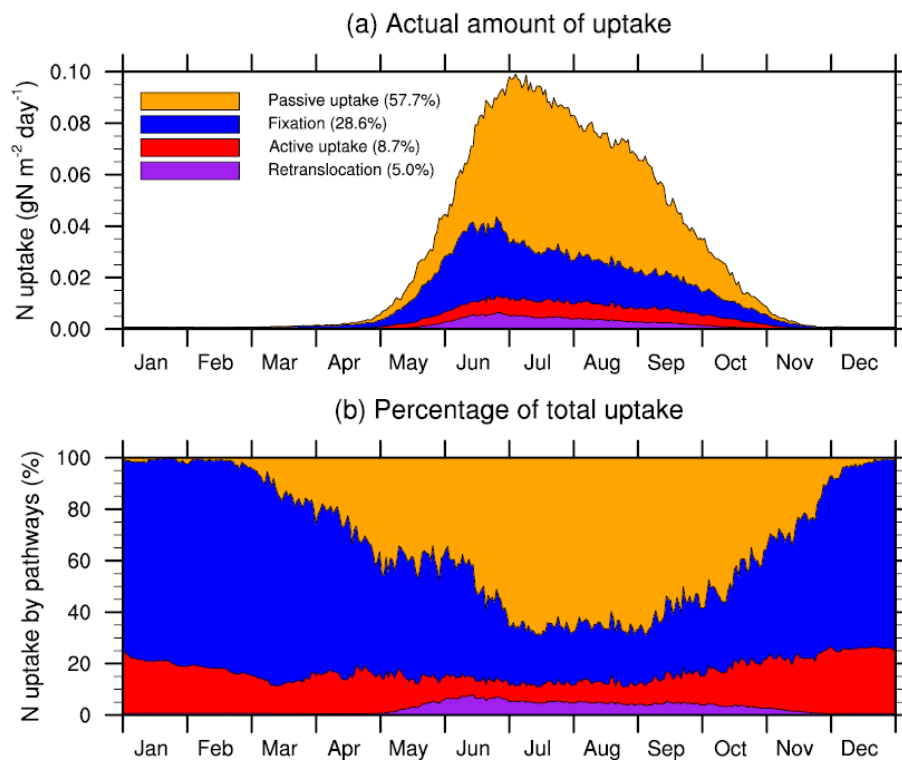 (a) Actual amount of uptake
N uptake (gN m⁻² day⁻¹)
0.10
0.08
0.06
0.04
0.02
0.00
Passive uptake (57.7%)
Fixation (28.6%)
Active uptake (8.7%)
Retranslocation (5.0%)
Jan Feb Mar Apr May Jun Jul Aug Sep Oct Nov Dec
(b) Percentage of total uptake
N uptake by pathways (%)
100
80
60
40
20
0
Jan Feb Mar Apr May Jun Jul Aug Sep Oct Nov Dec